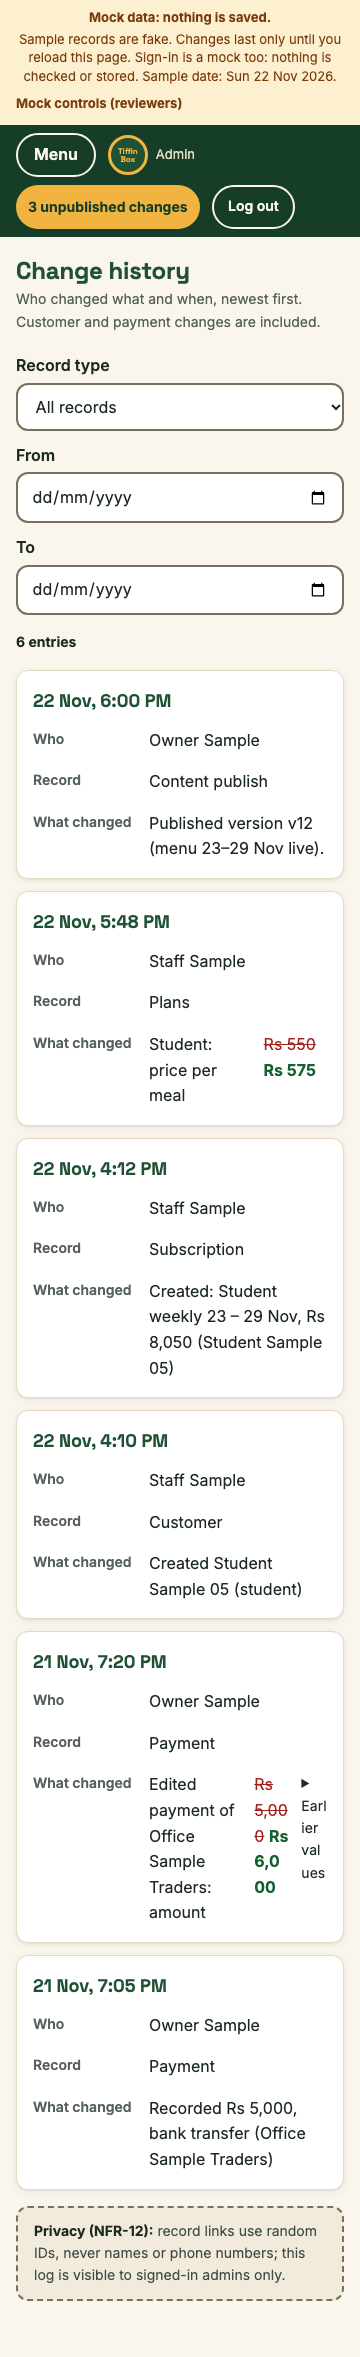 Mock data: nothing is saved.
Sample records are fake. Changes last only until you
reload this page. Sign-in is a mock too: nothing is
checked or stored. Sample date: Sun 22 Nov 2026.
Mock controls (reviewers)
Menu
Tiffin
Box
Admin
3 unpublished changes
Log out
Change history
Who changed what and when, newest first.
Customer and payment changes are included.
Record type
All records
From
dd/mm/yyyy
To
dd/mm/yyyy
6 entries
22 Nov, 6:00 PM
Who Owner Sample
Record Content publish
What changed Published version v12
(menu 23–29 Nov live).
22 Nov, 5:48 PM
Who Staff Sample
Record Plans
What changed Student: Rs 550
price per Rs 575
meal
22 Nov, 4:12 PM
Who Staff Sample
Record Subscription
What changed Created: Student
weekly 23 – 29 Nov, Rs
8,050 (Student Sample
05)
22 Nov, 4:10 PM
Who Staff Sample
Record Customer
What changed Created Student
Sample 05 (student)
21 Nov, 7:20 PM
Who Owner Sample
Record Payment
What changed
Edited
payment of
Office
Sample
Traders:
amount
Rs
5,00
0 Rs
6,0
00
Earl
ier
val
ues
21 Nov, 7:05 PM
Who Owner Sample
Record Payment
What changed Recorded Rs 5,000,
bank transfer (Office
Sample Traders)
Privacy (NFR-12): record links use random
IDs, never names or phone numbers; this
log is visible to signed-in admins only.